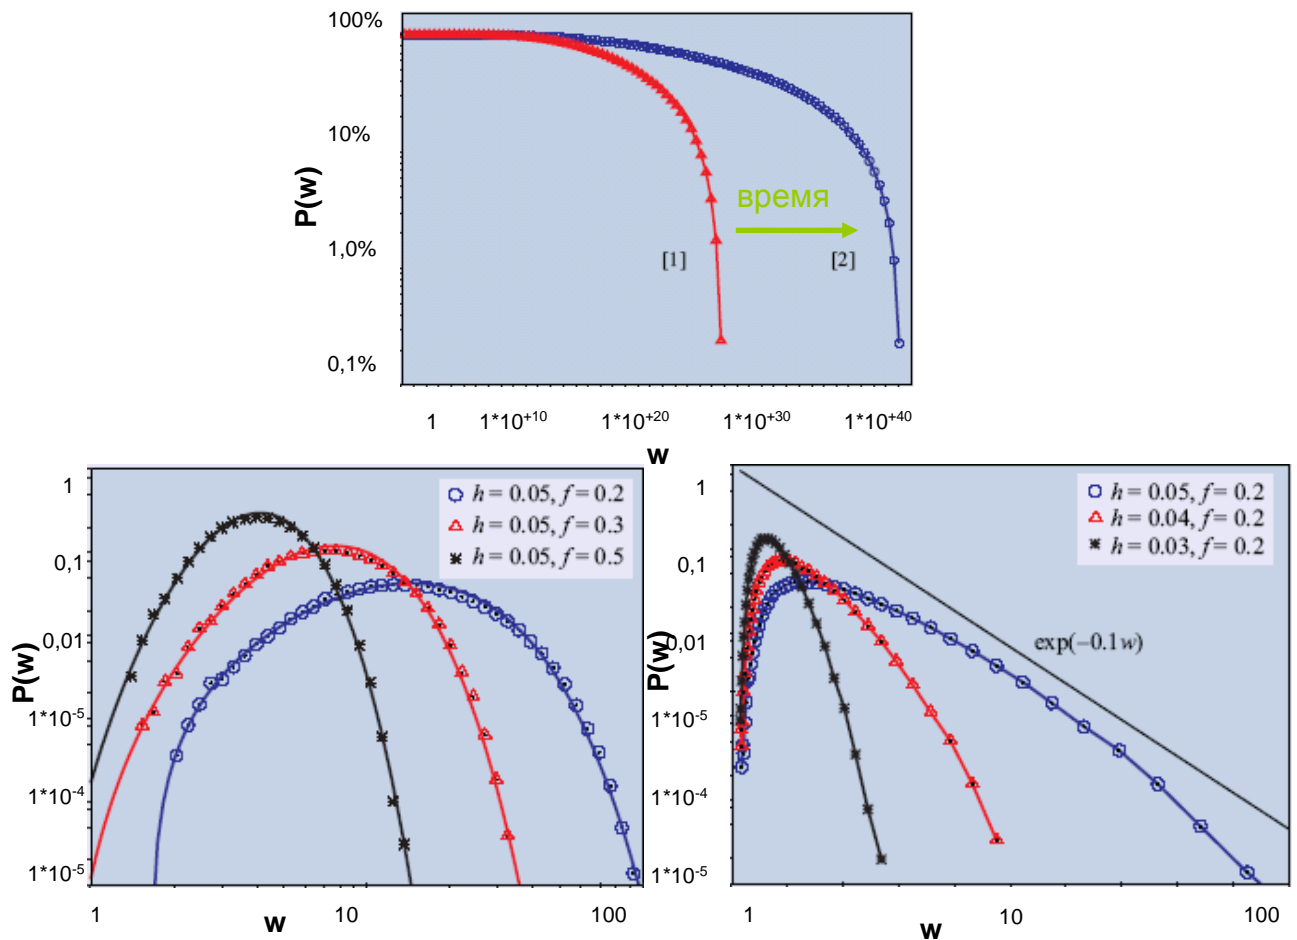 100%
10%
1,0%
0,1%
P(w)
время
[1]
[2]
1 1*10+10 1*10+20 1*10+30 1*10+40
w
1
0,1
0,01
1*10-5
1*10-4
1*10-5
P(w)
h = 0.05, f = 0.2
h = 0.05, f = 0.3
h = 0.05, f = 0.5
1 10 100
w
1
0,1
0,01
1*10-5
1*10-4
1*10-5
P(w)
h = 0.05, f = 0.2
h = 0.04, f = 0.2
h = 0.03, f = 0.2
exp(−0.1w)
1 10 100
w